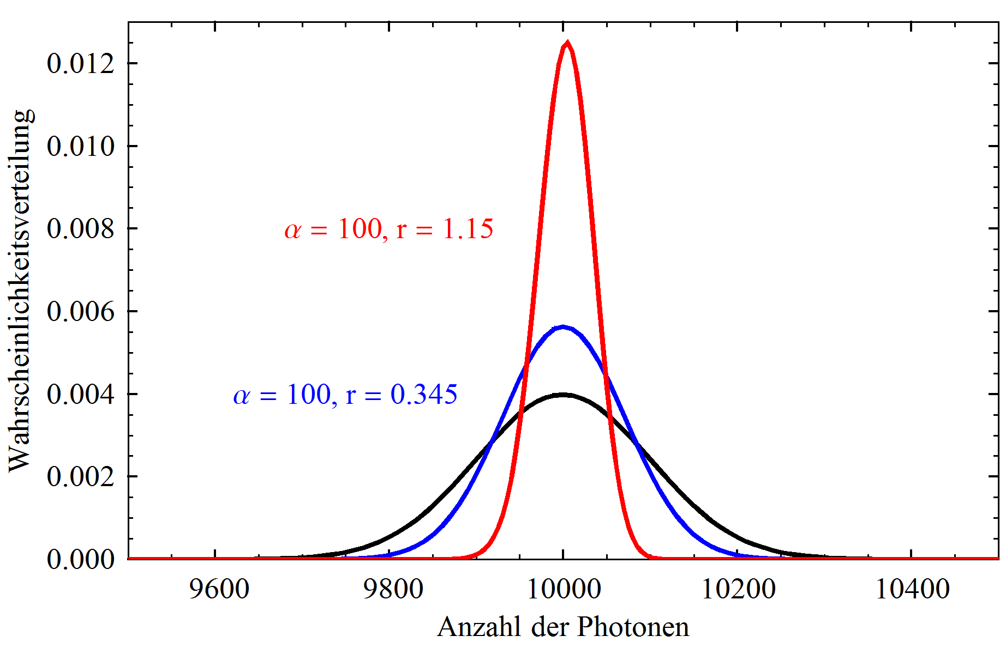 0.012
0.010
0.008
0.006
0.004
0.002
0.000
Wahrscheinlichkeitsverteilung
α = 100, r = 1.15
α = 100, r = 0.345
9600 9800 10000 10200 10400
Anzahl der Photonen